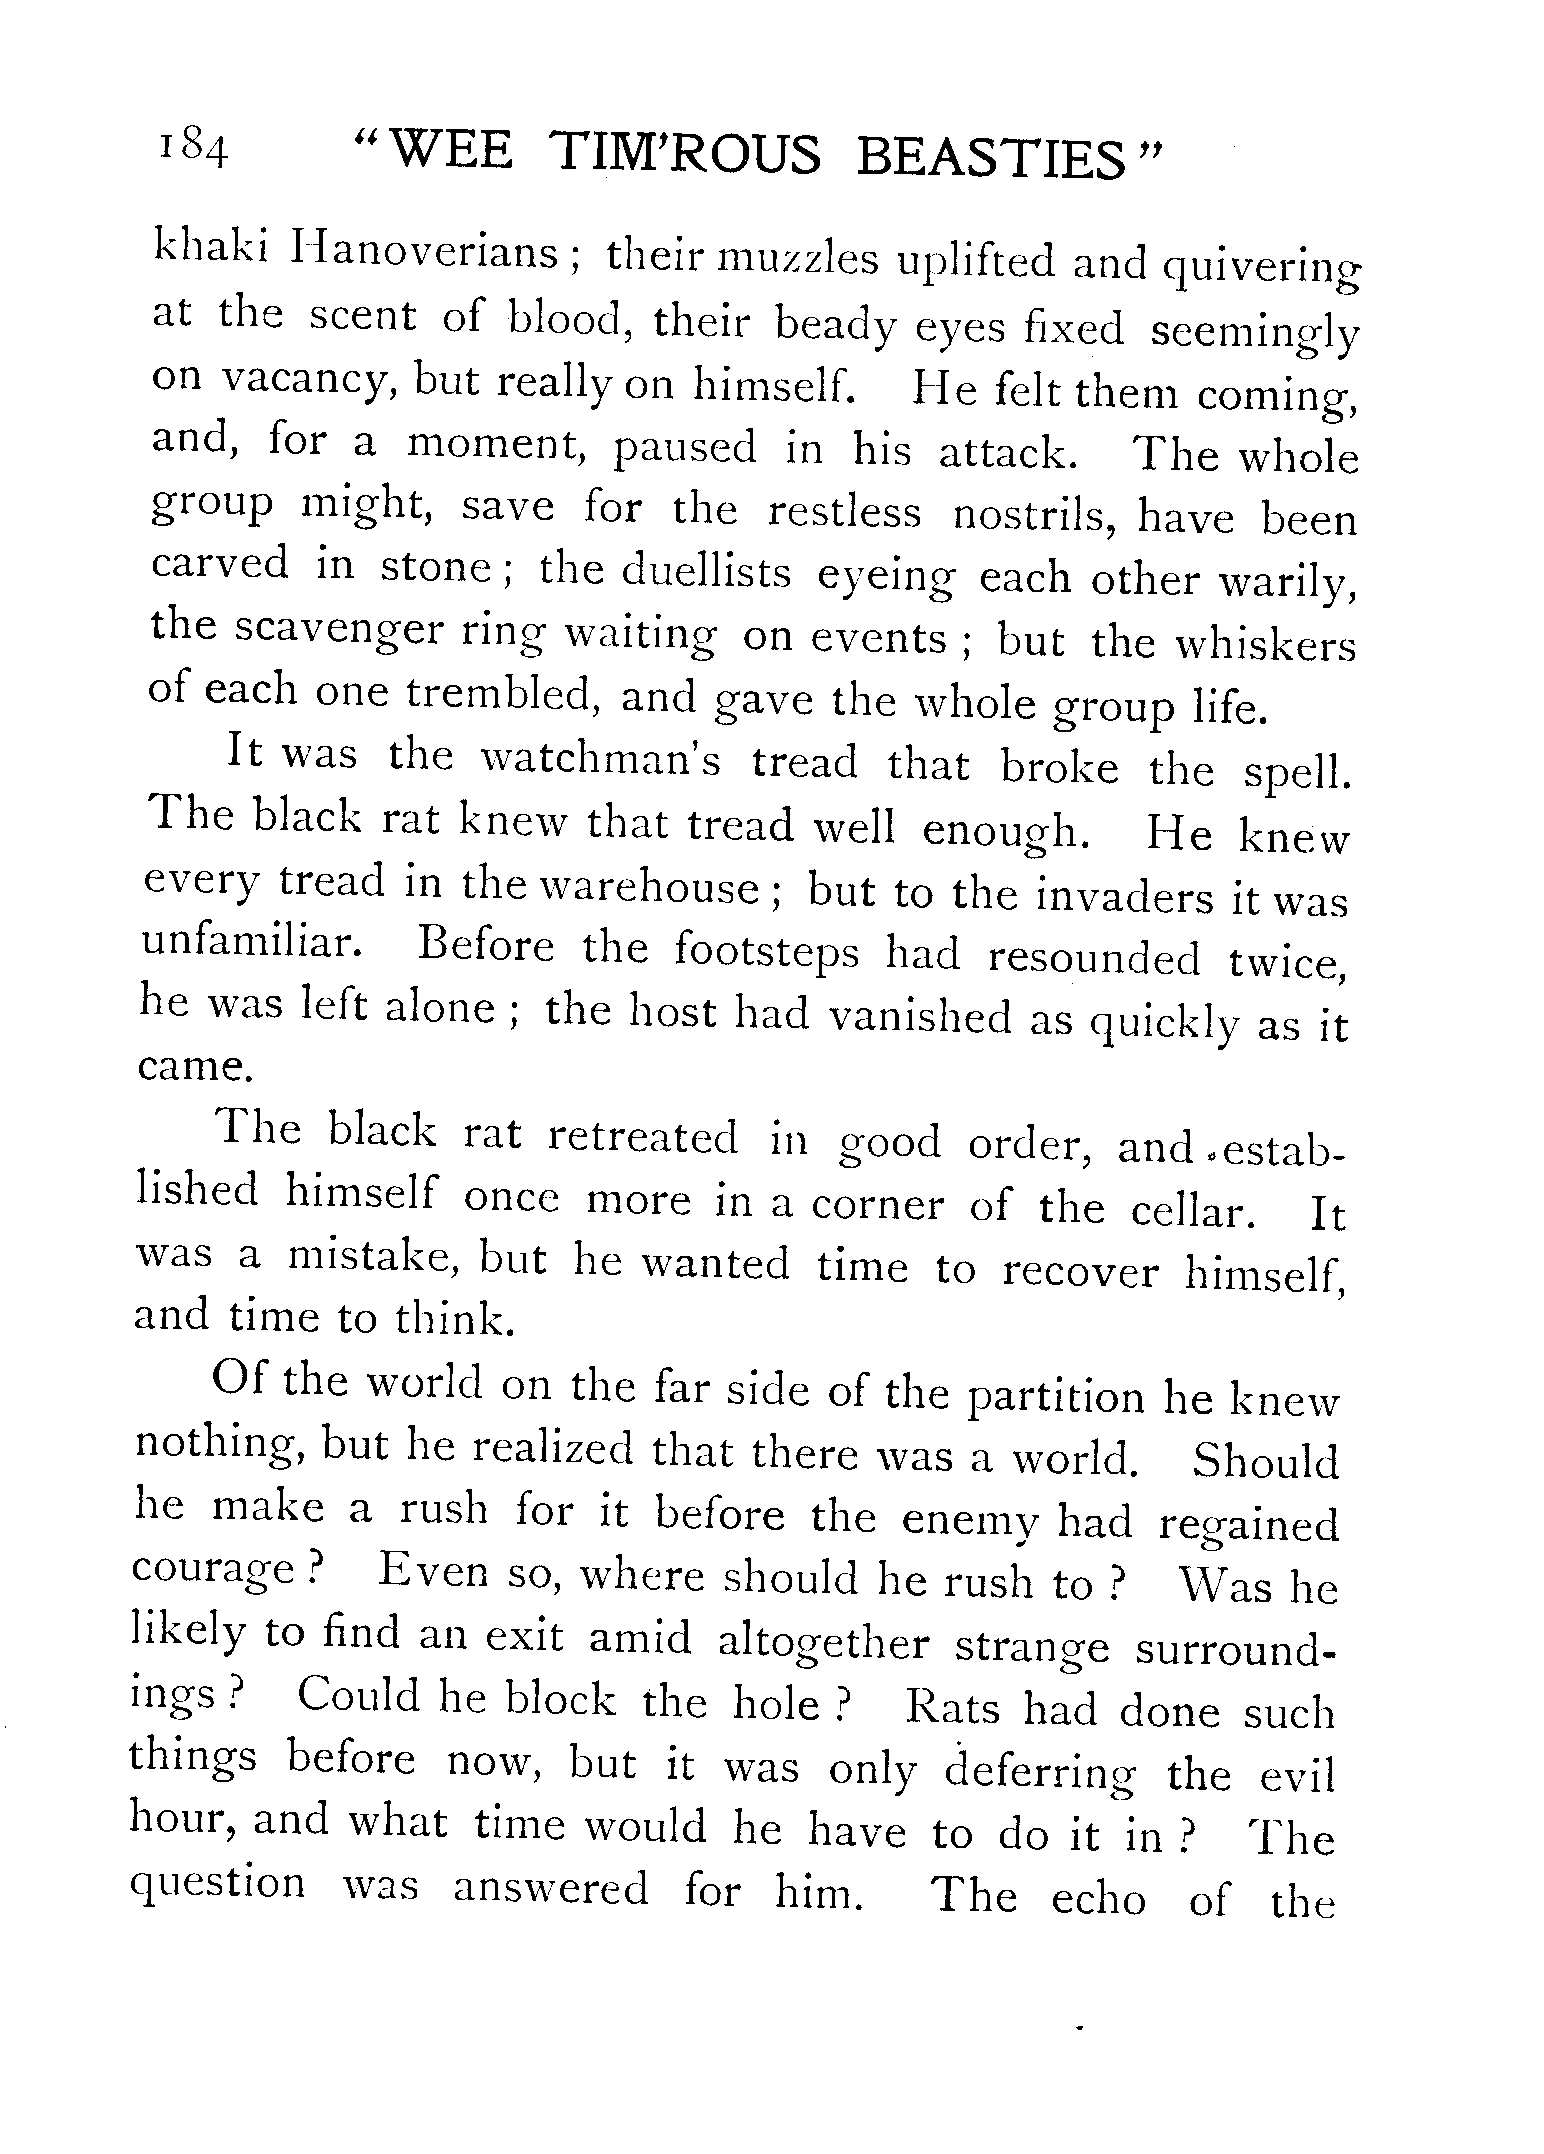 184 "WEE TIM'ROUS BEASTIES"
khaki Hanoverians; their muzzles uplifted and quivering
at the scent of blood, their beady eyes fixed seemingly
on vacancy, but really on himself. He felt them coming,
and, for a moment, paused in his attack. The whole
group might, save for the restless nostrils, have been
carved in stone; the duellists eyeing each other warily,
the scavenger ring waiting on events; but the whiskers
of each one trembled, and gave the whole group life.
It was the watchman's tread that broke the spell.
The black rat knew that tread well enough. He knew
every tread in the warehouse; but to the invaders it was
unfamiliar. Before the footsteps had resounded twice,
he was left alone; the host had vanished as quickly as it
came.
The black rat retreated in good order, and estab-
lished himself once more in a corner of the cellar. It
was a mistake, but he wanted time to recover himself,
and time to think.
Of the world on the far side of the partition he knew
nothing, but he realized that there was a world. Should
he make a rush for it before the enemy had regained
courage? Even so, where should he rush to? Was he
likely to find an exit amid altogether strange surround-
ings? Could he block the hole? Rats had done such
things before now, but it was only deferring the evil
hour, and what time would he have to do it in? The
question was answered for him. The echo of the